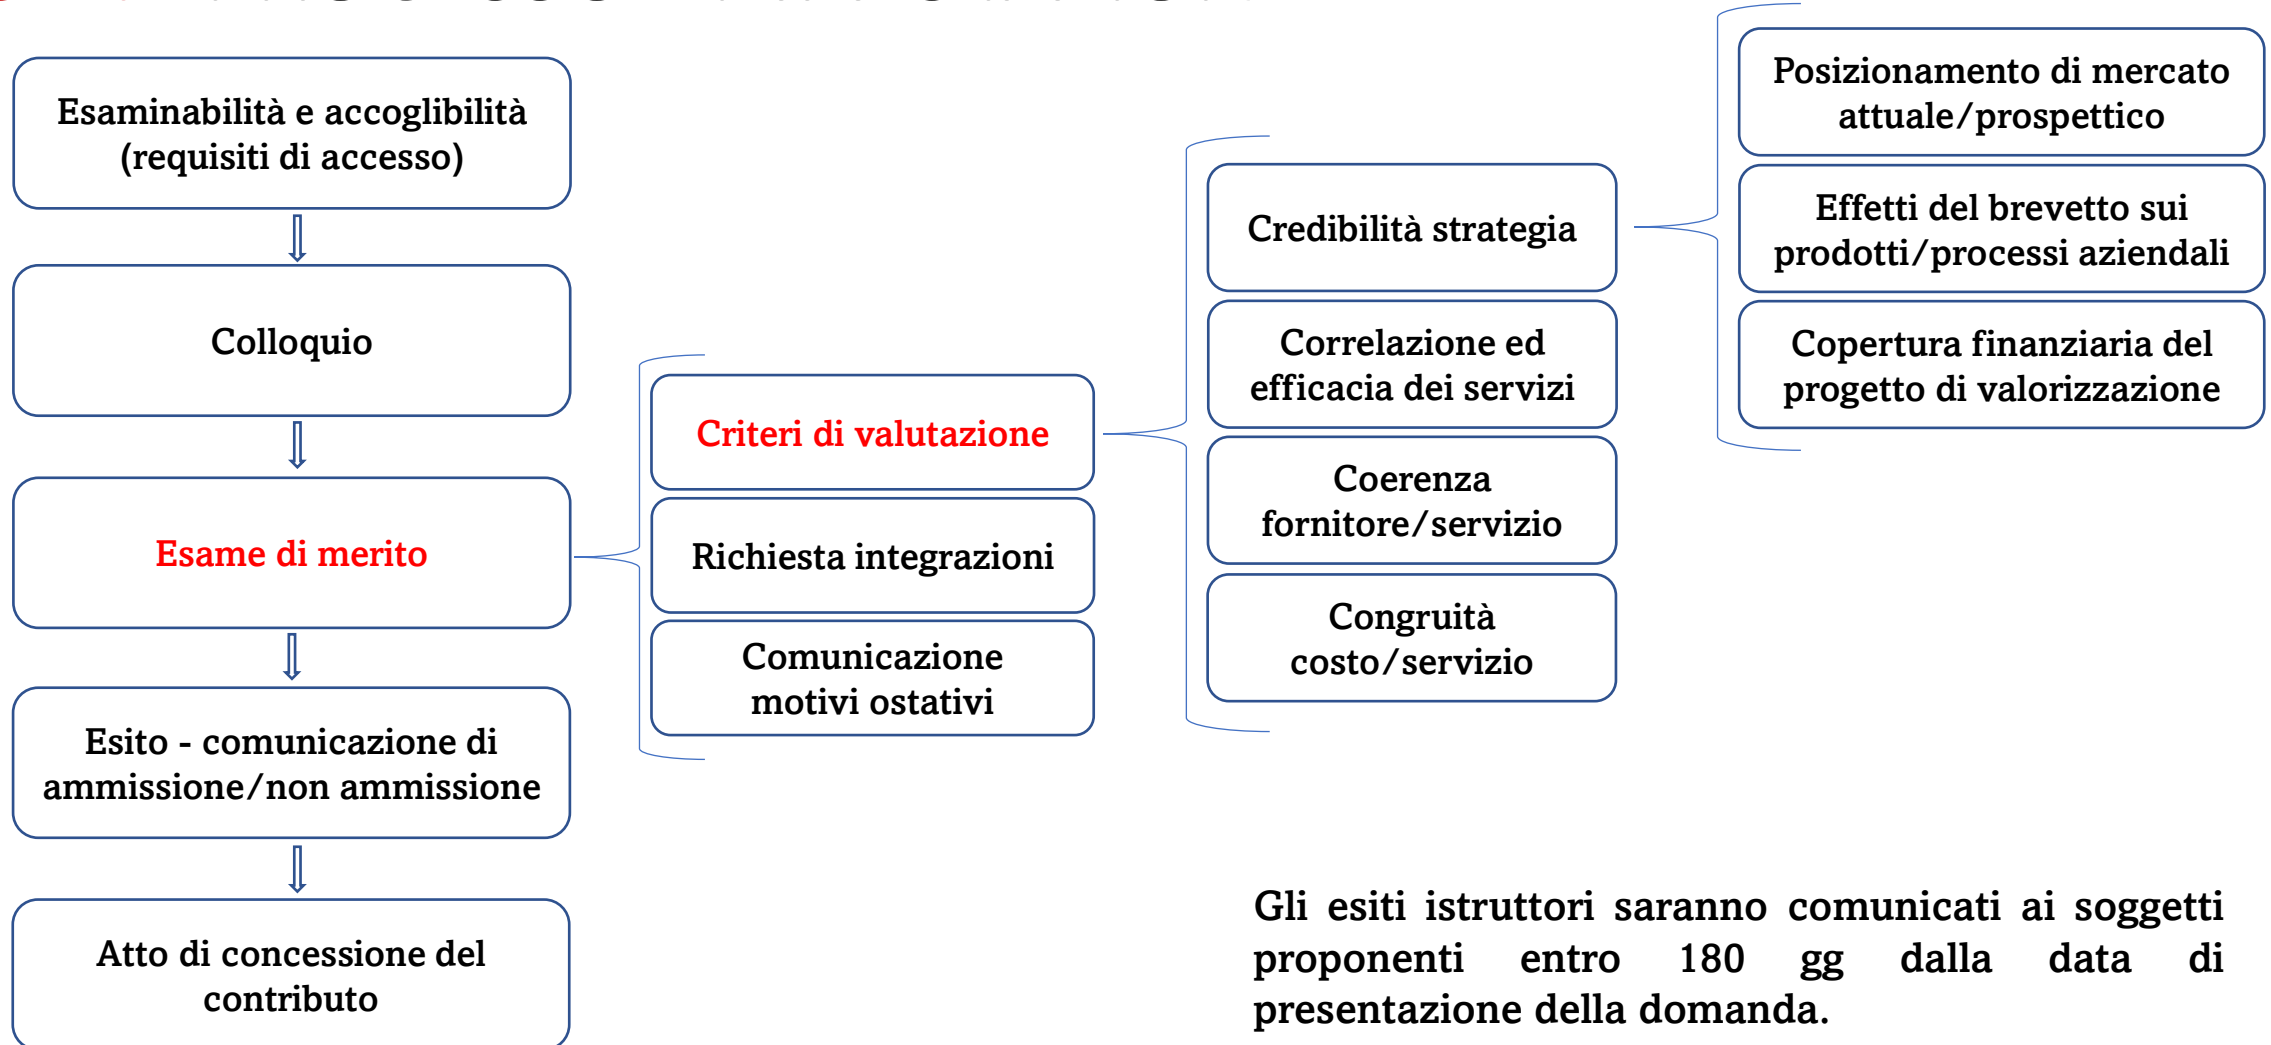 Esaminabilità e accoglibilità
(requisiti di accesso)
Colloquio
Esame di merito
Esito - comunicazione di
ammissione/non ammissione
Atto di concessione del
contributo
Criteri di valutazione
Richiesta integrazioni
Comunicazione
motivi ostativi
Credibilità strategia
Correlazione ed
efficacia dei servizi
Coerenza
fornitore/servizio
Congruità
costo/servizio
Posizionamento di mercato
attuale/prospettico
Effetti del brevetto sui
prodotti/processi aziendali
Copertura finanziaria del
progetto di valorizzazione
Gli esiti istruttori saranno comunicati ai soggetti
proponenti entro 180 gg dalla data di
presentazione della domanda.